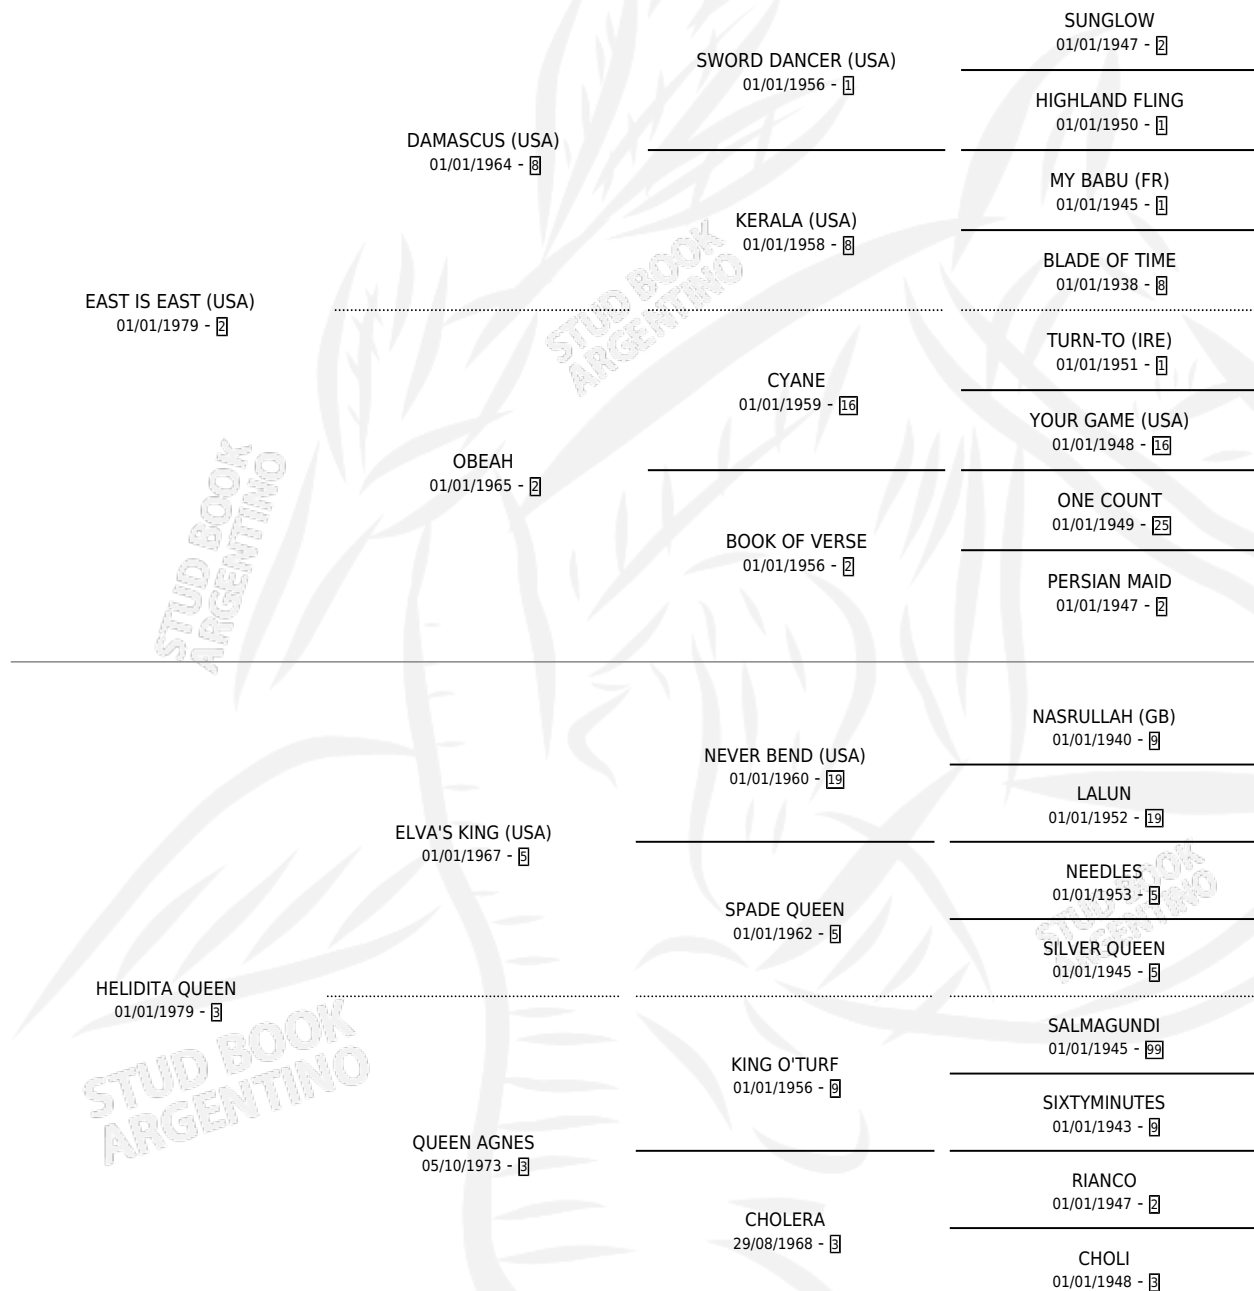 SUNGLOW
01/01/1947 - 2
SWORD DANCER (USA)
01/01/1956 - 1
HIGHLAND FLING
01/01/1950 - 1
DAMASCUS (USA)
01/01/1964 - 8
MY BABU (FR)
01/01/1945 - 1
KERALA (USA)
01/01/1958 - 8
BLADE OF TIME
01/01/1938 - 8
EAST IS EAST (USA)
01/01/1979 - 2
STUD BOOK
ARGENTINO
TURN-TO (IRE)
01/01/1951 - 1
CYANE
01/01/1959 - 16
YOUR GAME (USA)
01/01/1948 - 16
OBEAH
01/01/1965 - 2
ONE COUNT
01/01/1949 - 25
BOOK OF VERSE
01/01/1956 - 2
PERSIAN MAID
01/01/1947 - 2
STUD BOOK
ARGENTINO
NASRULLAH (GB)
01/01/1940 - 9
NEVER BEND (USA)
01/01/1960 - 19
LALUN
01/01/1952 - 19
ELVA'S KING (USA)
01/01/1967 - 5
NEEDLES
01/01/1953 - 5
SPADE QUEEN
01/01/1962 - 5
STUD BOOK
ARGENTINO
SILVER QUEEN
01/01/1945 - 5
HELIDITA QUEEN
01/01/1979 - 3
SALMAGUNDI
01/01/1945 - 99
KING O'TURF
01/01/1956 - 9
SIXTYMINUTES
01/01/1943 - 9
STUD BOOK
ARGENTINO
QUEEN AGNES
05/10/1973 - 3
RIANCO
01/01/1947 - 2
CHOLERA
29/08/1968 - 3
CHOLI
01/01/1948 - 3